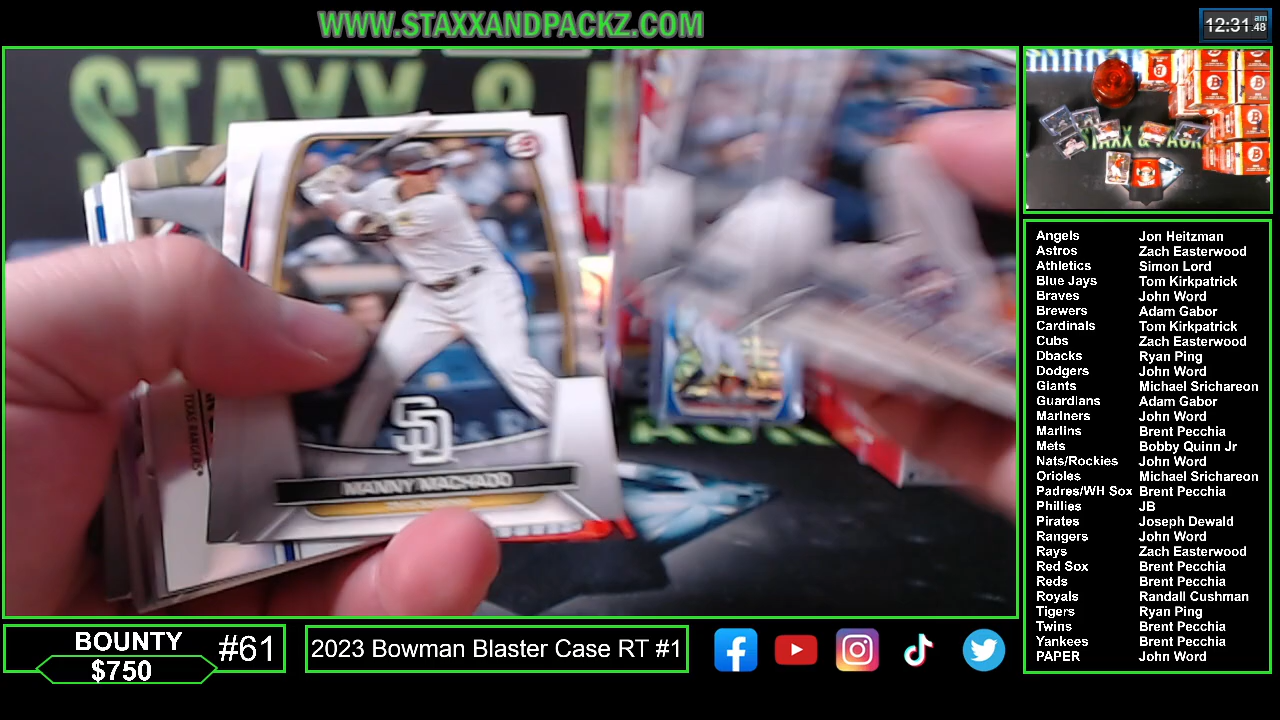 WWW.STAXXANDPACKZ.COM
12:31 am
.48
STAXX &
SD
MANNY MACHADO
TEXAS RANGERS
Angels Jon Heitzman
Astros Zach Easterwood
Athletics Simon Lord
Blue Jays Tom Kirkpatrick
Braves John Word
Brewers Adam Gabor
Cardinals Tom Kirkpatrick
Cubs Zach Easterwood
Dbacks Ryan Ping
Dodgers John Word
Giants Michael Srichareon
Guardians Adam Gabor
Mariners John Word
Marlins Brent Pecchia
Mets Bobby Quinn Jr
Nats/Rockies John Word
Orioles Michael Srichareon
Padres/WH Sox Brent Pecchia
Phillies JB
Pirates Joseph Dewald
Rangers John Word
Rays Zach Easterwood
Red Sox Brent Pecchia
Reds Brent Pecchia
Royals Randall Cushman
Tigers Ryan Ping
Twins Brent Pecchia
Yankees Brent Pecchia
PAPER John Word
BOUNTY #61
$750
2023 Bowman Blaster Case RT #1